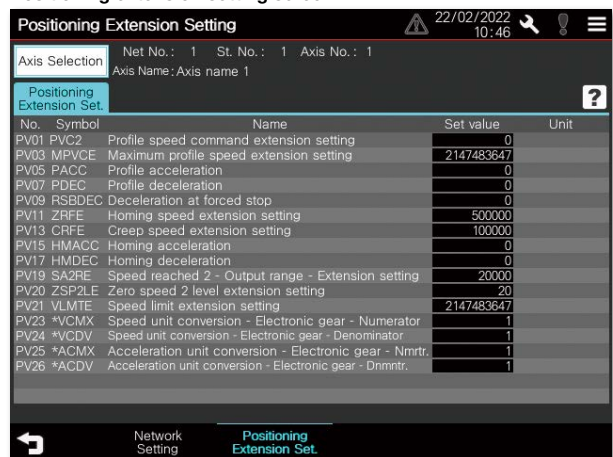 Positioning Extension Setting
22/02/2022
10:46
Axis Selection
Net No.: 1 St. No.: 1 Axis No.: 1
Axis Name:Axis name 1
Positioning
Extension Set.
?
No. Symbol Name Set value Unit
PV01 PVC2 Profile speed command extension setting 0
PV03 MPVCE Maximum profile speed extension setting 2147483647
PV05 PACC Profile acceleration 0
PV07 PDEC Profile deceleration 0
PV09 RSBDEC Deceleration at forced stop 0
PV11 ZRFE Homing speed extension setting 500000
PV13 CRFE Creep speed extension setting 100000
PV15 HMACC Homing acceleration 0
PV17 HMDEC Homing deceleration 0
PV19 SA2RE Speed reached 2 - Output range - Extension setting 20000
PV20 ZSP2LE Zero speed 2 level extension setting 20
PV21 VLMTE Speed limit extension setting 2147483647
PV23 *VCMX Speed unit conversion - Electronic gear - Numerator 1
PV24 *VCDV Speed unit conversion - Electronic gear - Denominator 1
PV25 *ACMX Acceleration unit conversion - Electronic gear - Nmrtr. 1
PV26 *ACDV Acceleration unit conversion - Electronic gear - Dnmntr. 1
Network
Setting
Positioning
Extension Set.